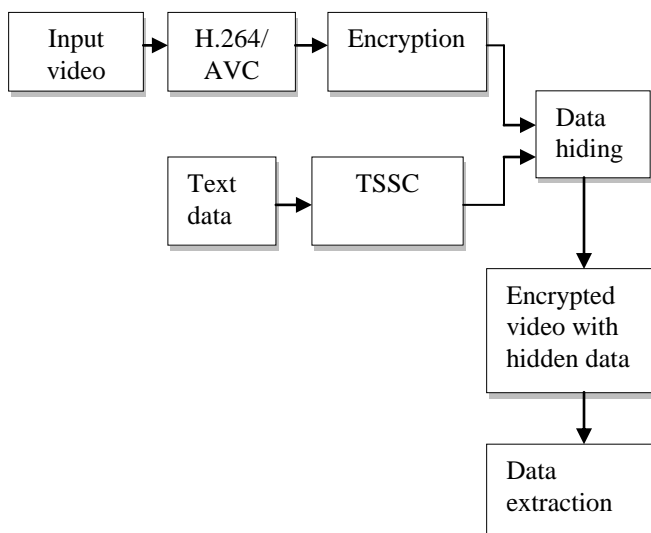 Input
video
H.264/
AVC
Encryption
Data
hiding
Text
data
TSSC
Encrypted
video with
hidden data
Data
extraction